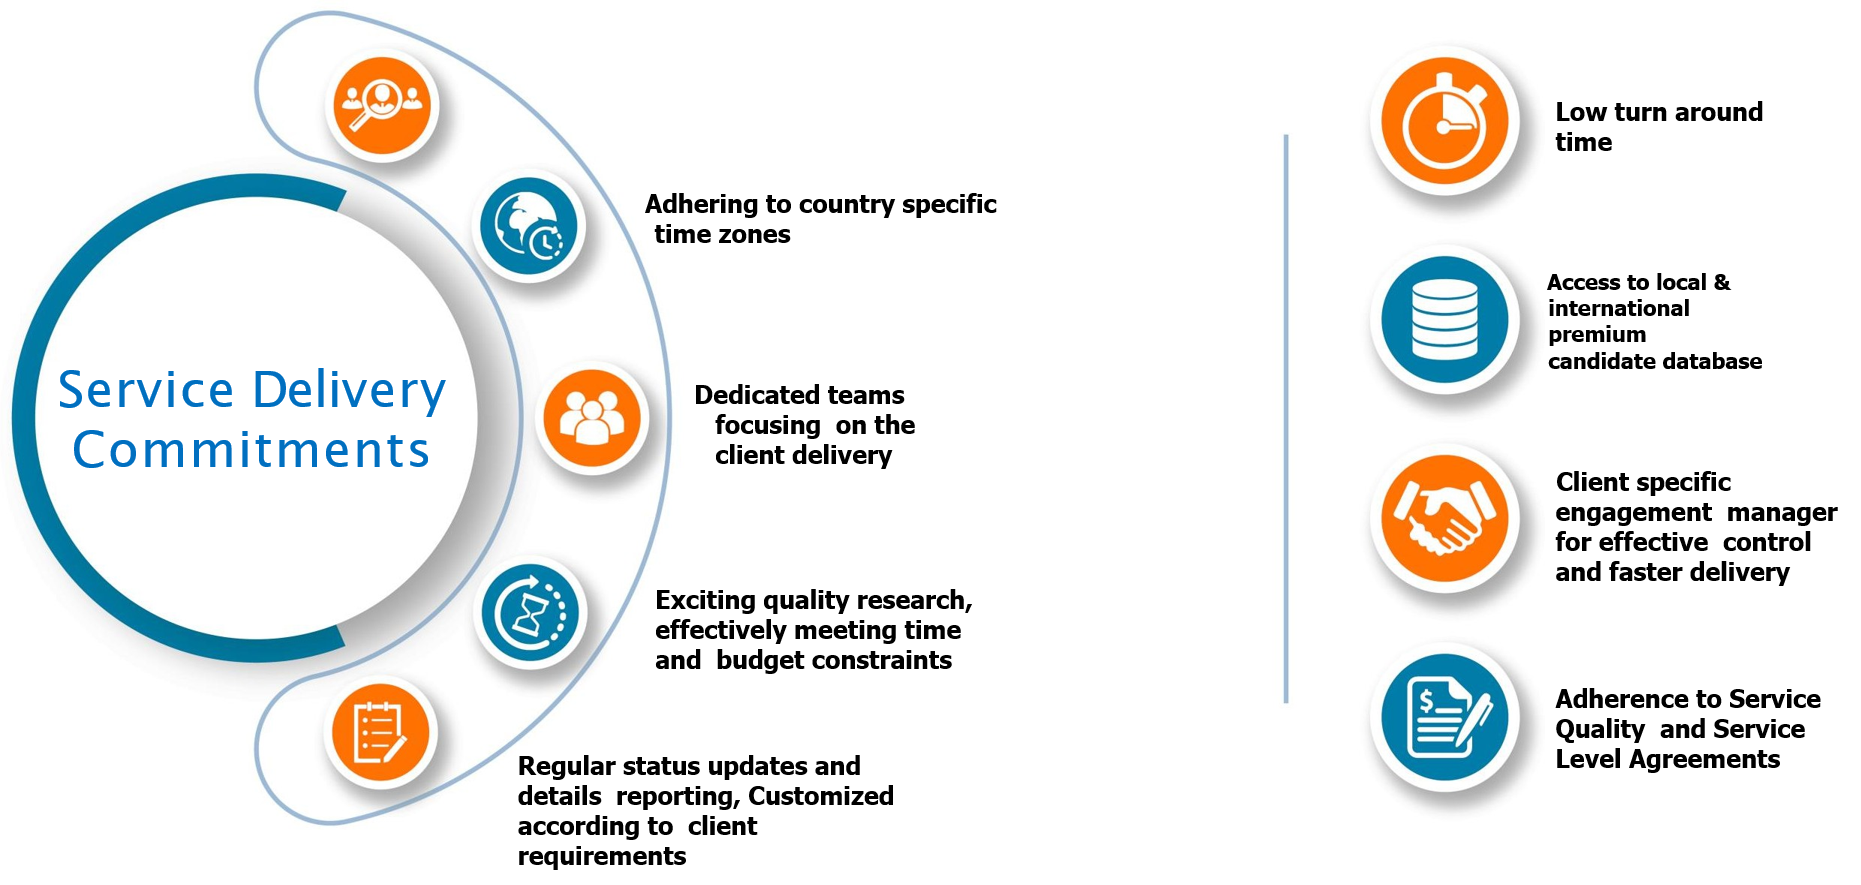 Service Delivery
Commitments
Adhering to country specific
time zones
Dedicated teams
focusing on the
client delivery
Exciting quality research,
effectively meeting time
and budget constraints
Regular status updates and
details reporting, Customized
according to client
requirements
Low turn around
time
Access to local &
international
premium
candidate database
Client specific
engagement manager
for effective control
and faster delivery
$
Adherence to Service
Quality and Service
Level Agreements